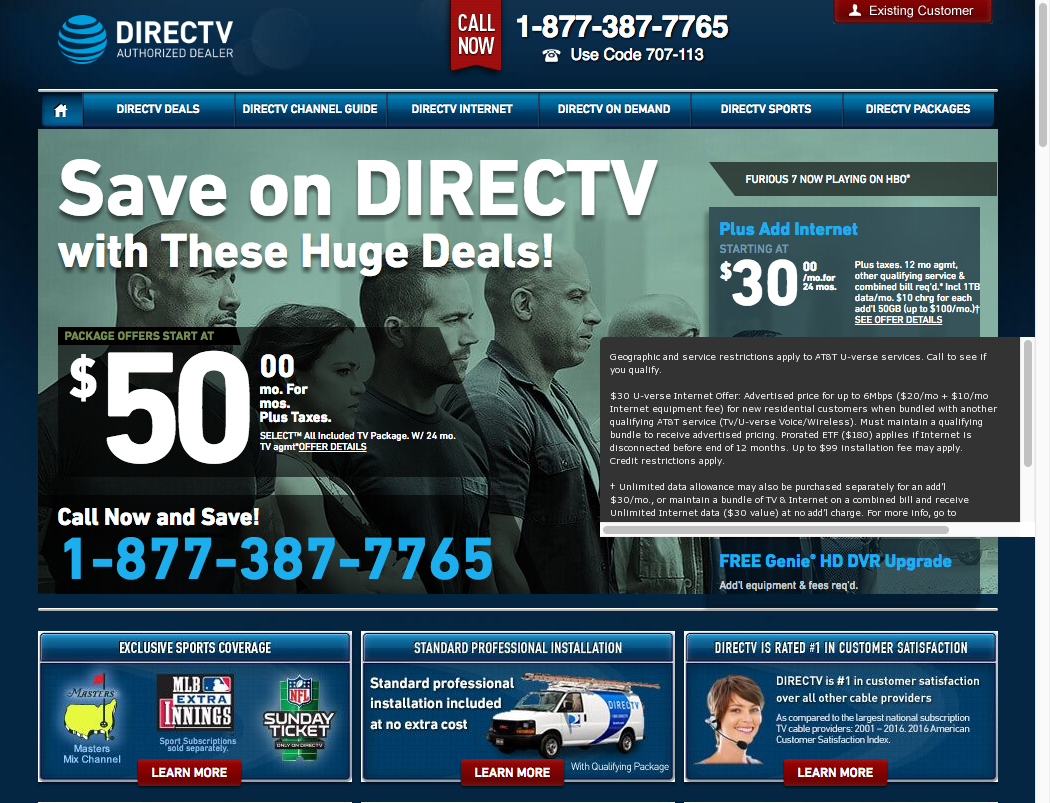 DIRECTV
AUTHORIZED DEALER
CALL
NOW
1-877-387-7765
Use Code 707-113
Existing Customer
DIRECTV DEALS
DIRECTV CHANNEL GUIDE
DIRECTV INTERNET
DIRECTV ON DEMAND
DIRECTV SPORTS
DIRECTV PACKAGES
Save on DIRECTV
with These Huge Deals!
FURIOUS 7 NOW PLAYING ON HBO®
Plus Add Internet
STARTING AT
$30 00
/mo.for
24 mos.
Plus taxes. 12 mo agmt,
other qualifying service &
combined bill req'd.* Incl 1TB
data/mo. $10 chrg for each
add'l 50GB (up to $100/mo.)†
SEE OFFER DETAILS
PACKAGE OFFERS START AT
$50 00
mo. For
mos.
Plus Taxes.
SELECT™ All Included TV Package. W/ 24 mo.
TV agmt*OFFER DETAILS
Geographic and service restrictions apply to AT&T U-verse services. Call to see if
you qualify.
$30 U-verse Internet Offer: Advertised price for up to 6Mbps ($20/mo + $10/mo
Internet equipment fee) for new residential customers when bundled with another
qualifying AT&T service (Tv/U-verse Voice/Wireless). Must maintain a qualifying
bundle to receive advertised pricing. Prorated ETF ($180) applies if Internet is
disconnected before end of 12 months. Up to $99 installation fee may apply.
Credit restrictions apply.
† Unlimited data allowance may also be purchased separately for an add'l
$30/mo., or maintain a bundle of TV & Internet on a combined bill and receive
Unlimited Internet data ($30 value) at no add'l charge. For more info, go to
Call Now and Save!
1-877-387-7765
FREE Genie® HD DVR Upgrade
Add'l equipment & fees req'd.
EXCLUSIVE SPORTS COVERAGE
MASTERS
Masters
Mix Channel
MLB
EXTRA
INNINGS
Sport Subscriptions
sold separately.
NFL
SUNDAY
TICKET
ONLY ON DIRECTV
LEARN MORE
STANDARD PROFESSIONAL INSTALLATION
Standard professional
installation included
at no extra cost
DIRECTV
With Qualifying Package
LEARN MORE
DIRECTV IS RATED #1 IN CUSTOMER SATISFACTION
DIRECTV is #1 in customer satisfaction
over all other cable providers
As compared to the largest national subscription
TV cable providers: 2001 – 2016. 2016 American
Customer Satisfaction Index.
LEARN MORE